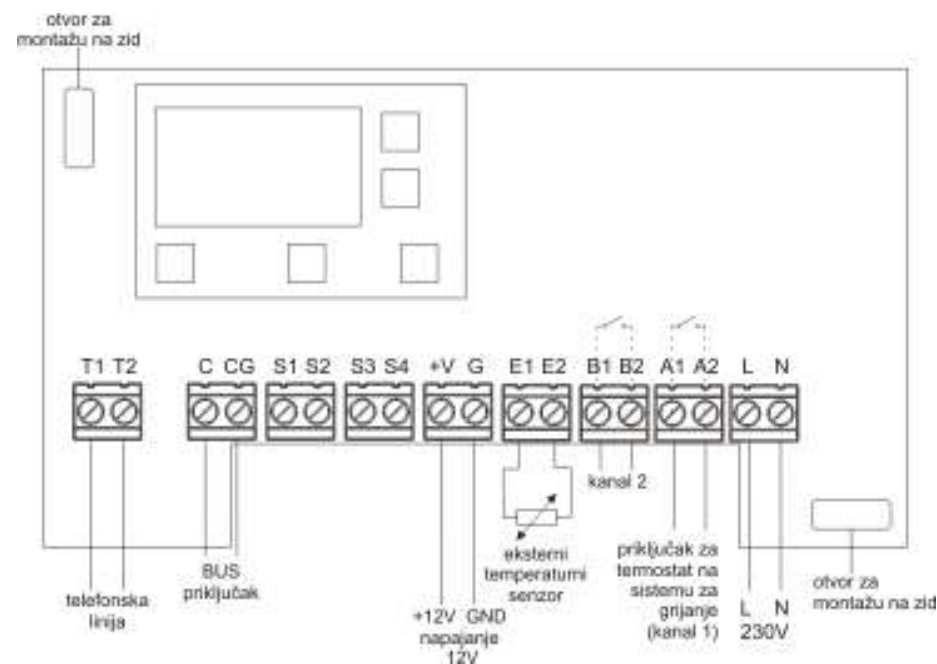 otvor za
montažu na zid
T1 T2 C CG S1 S2 S3 S4 +V G E1 E2 B1 B2 A1 A2 L N
kanal 2
telefonska
linija
BUS
priključak
+12V GND
napajanje
12V
eksterni
temperaturni
senzor
priključak za
termostat na
sistemu za
grijanje
(kanal 1)
L N
230V
otvor za
montažu na zid